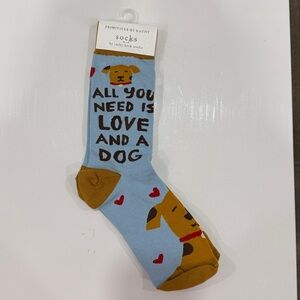 PRIMITIVES BY KATHY
socks
ALL YOU
NEED IS
LOVE
AND A
DOG